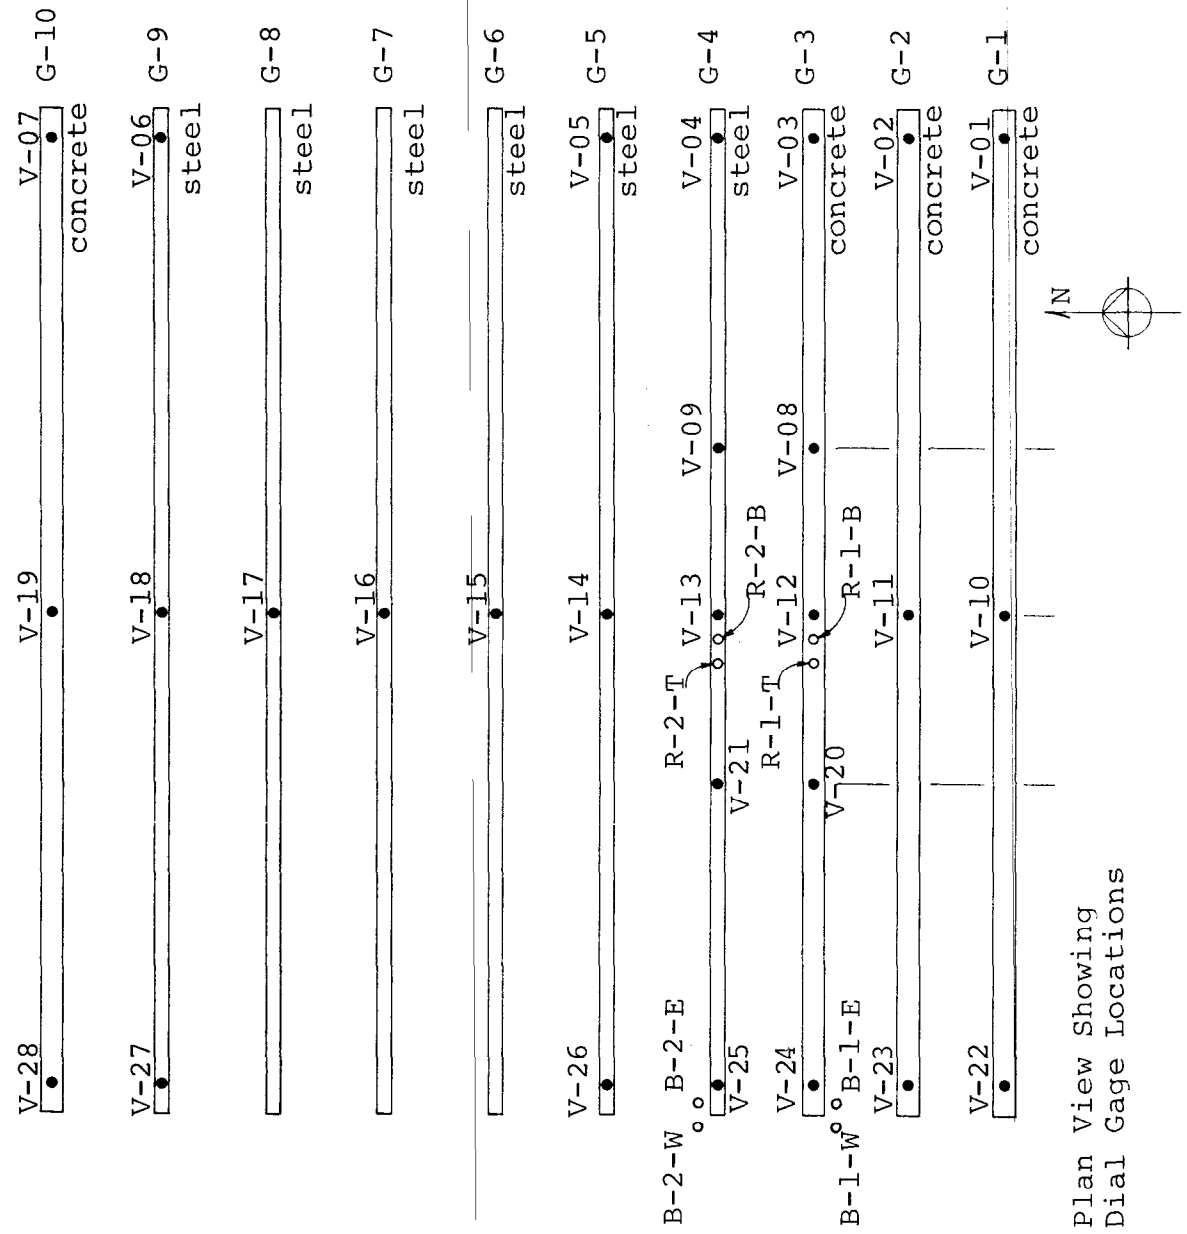 G-10
V-07
concrete
V-19
V-28
G-9
V-06
steel
V-18
V-27
G-8
steel
V-17
G-7
steel
V-16
G-6
steel
V-15
G-5
V-05
steel
V-14
V-26
G-4
V-04
steel
V-09
V-13
R-2-B
R-2-T
V-21
B-2-E
V-25
B-2-W
G-3
V-03
concrete
V-08
V-12
R-1-B
R-1-T
V-20
V-24
B-1-E
B-1-W
G-2
V-02
concrete
V-11
V-23
G-1
V-01
concrete
V-10
V-22
N
Plan View Showing
Dial Gage Locations